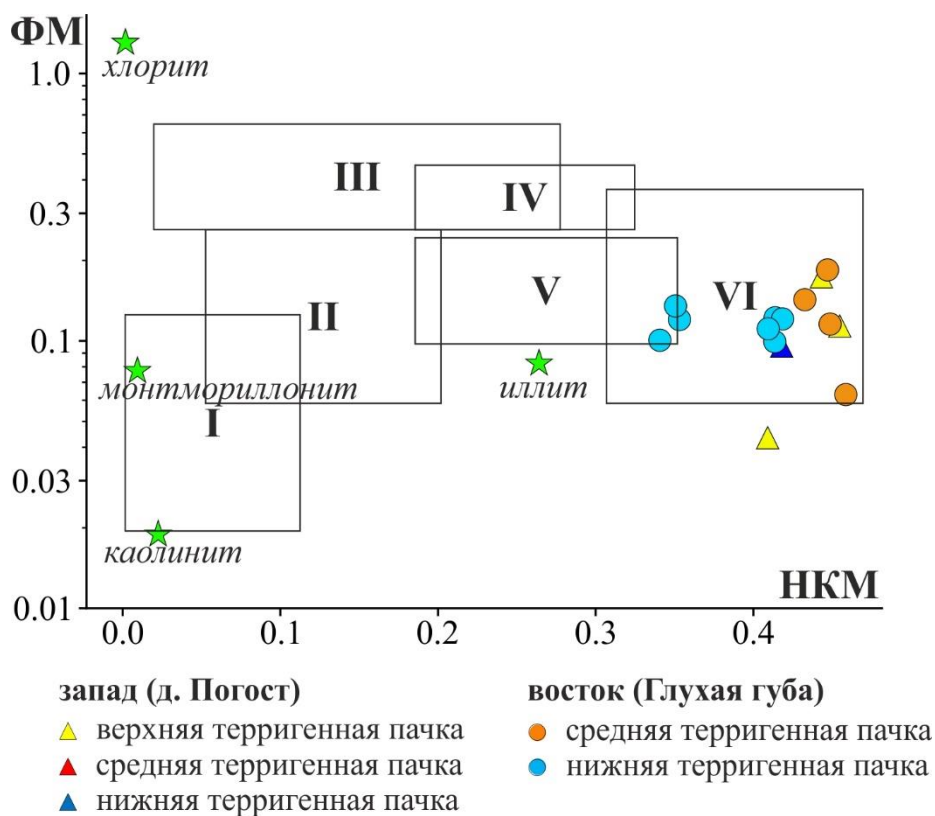 ФМ
хлорит
1.0
III
IV
0.3
V
VI
II
0.1
монтмориллонит
иллит
I
0.03
каолинит
НКМ
0.01
0.0 0.1 0.2 0.3 0.4
запад (д. Погост)
верхняя терригенная пачка
средняя терригенная пачка
нижняя терригенная пачка
восток (Глухая губа)
средняя терригенная пачка
нижняя терригенная пачка